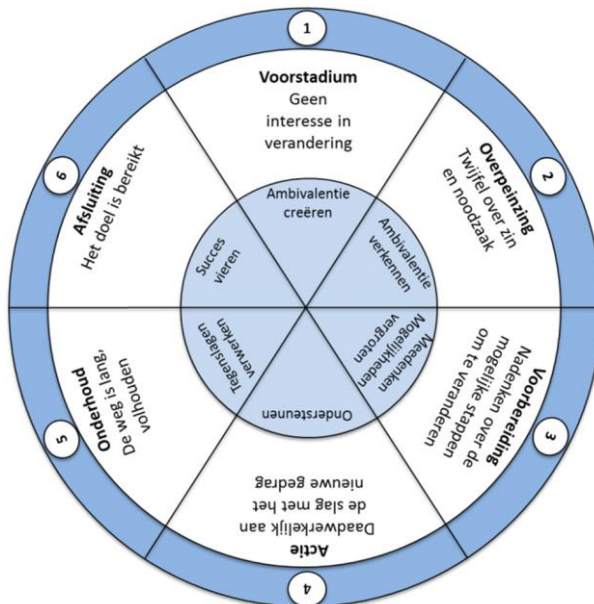 1
Voorstadium
Geen
interesse in
verandering
Ambivalentie
creëren
2
Overpeinzing
Twijfel over zin
en noodzaak
Ambivalentie
verkennen
3
Voorbereiding
Nadenken over de
mogelijke stappen
om te veranderen
Meedenken
Mogelijkheden
vergroten
4
Actie
Daadwerkelijk aan
de slag met het
nieuwe gedrag
Ondersteunen
5
Onderhoud
De weg is lang,
volhouden
Tegenslagen
verwerken
6
Afsluiting
Het doel is bereikt
Succes
vieren